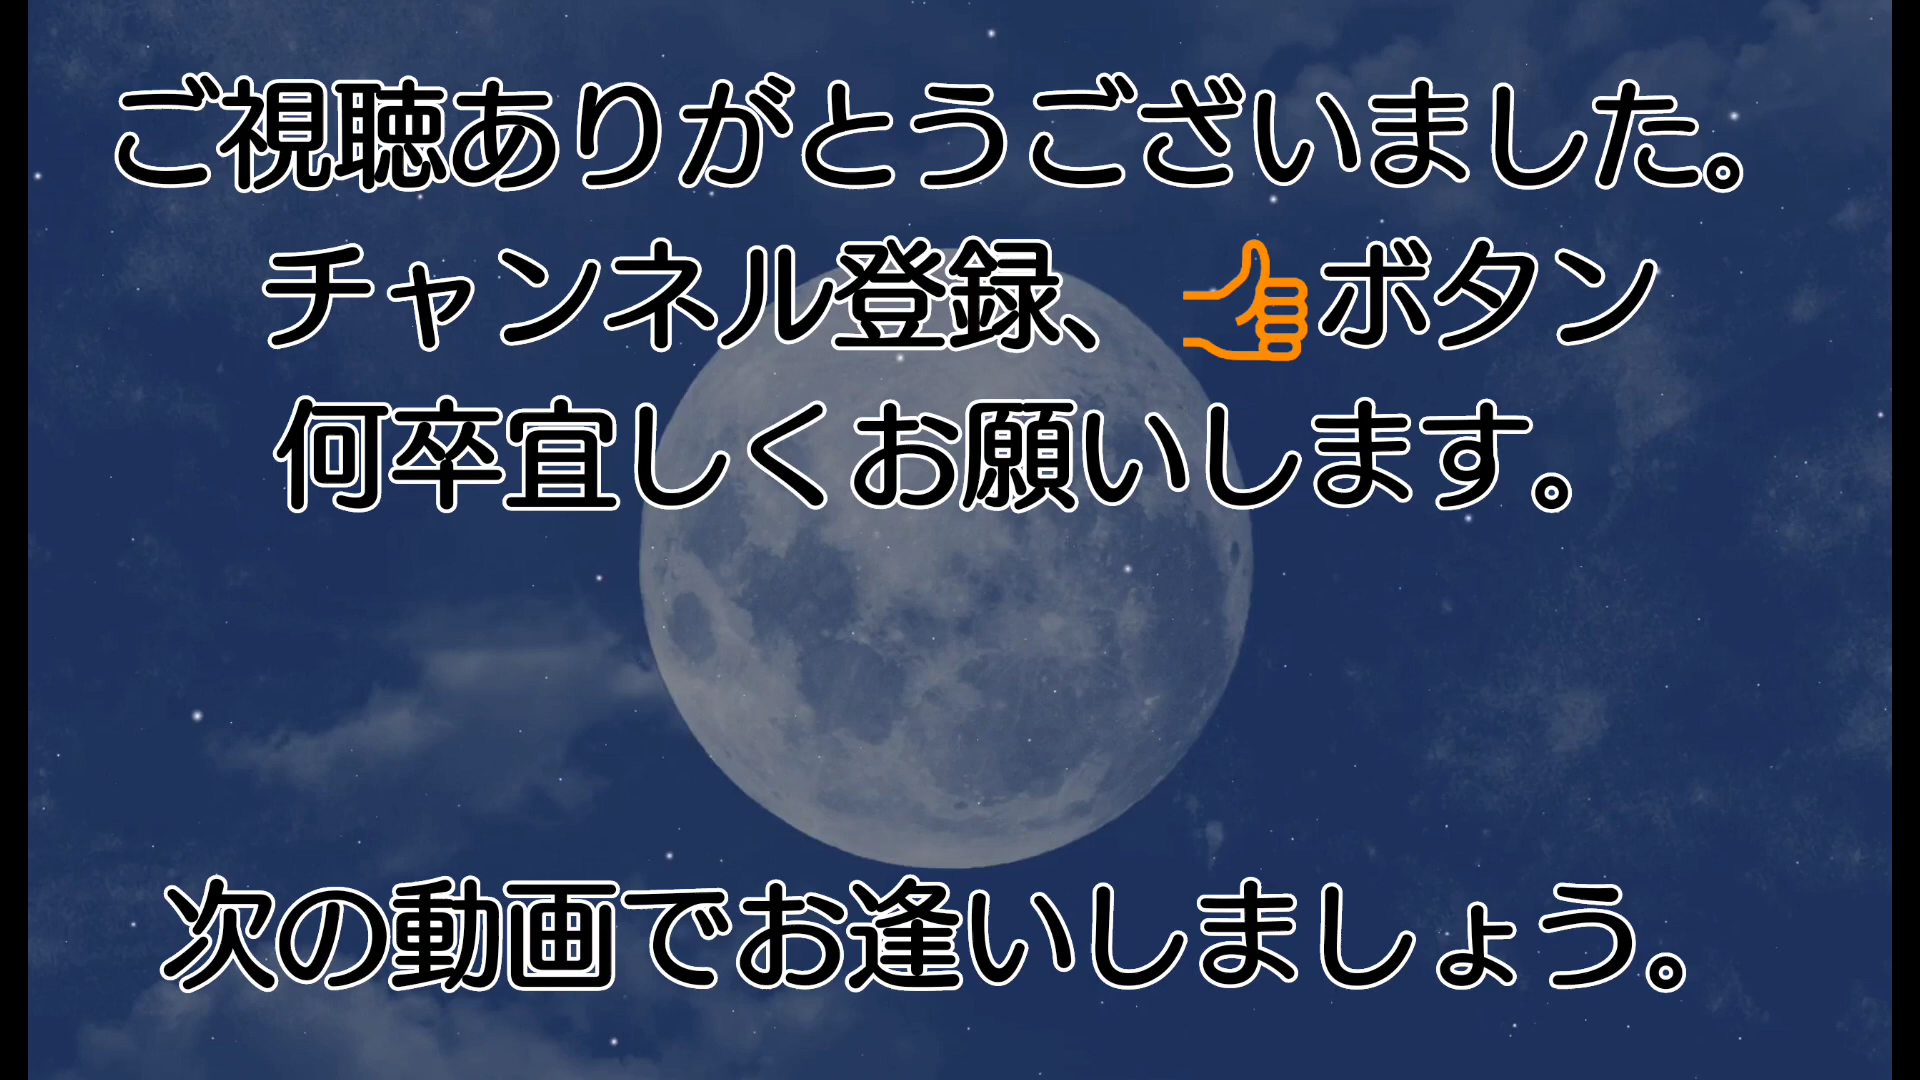 ご視聴ありがとうございました。
チャンネル登録、👍ボタン
何卒宜しくお願いします。
次の動画でお逢いしましょう。